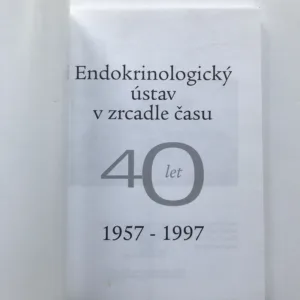 Endokrinologický
ústav
v zrcadle času
40 let
1957 - 1997